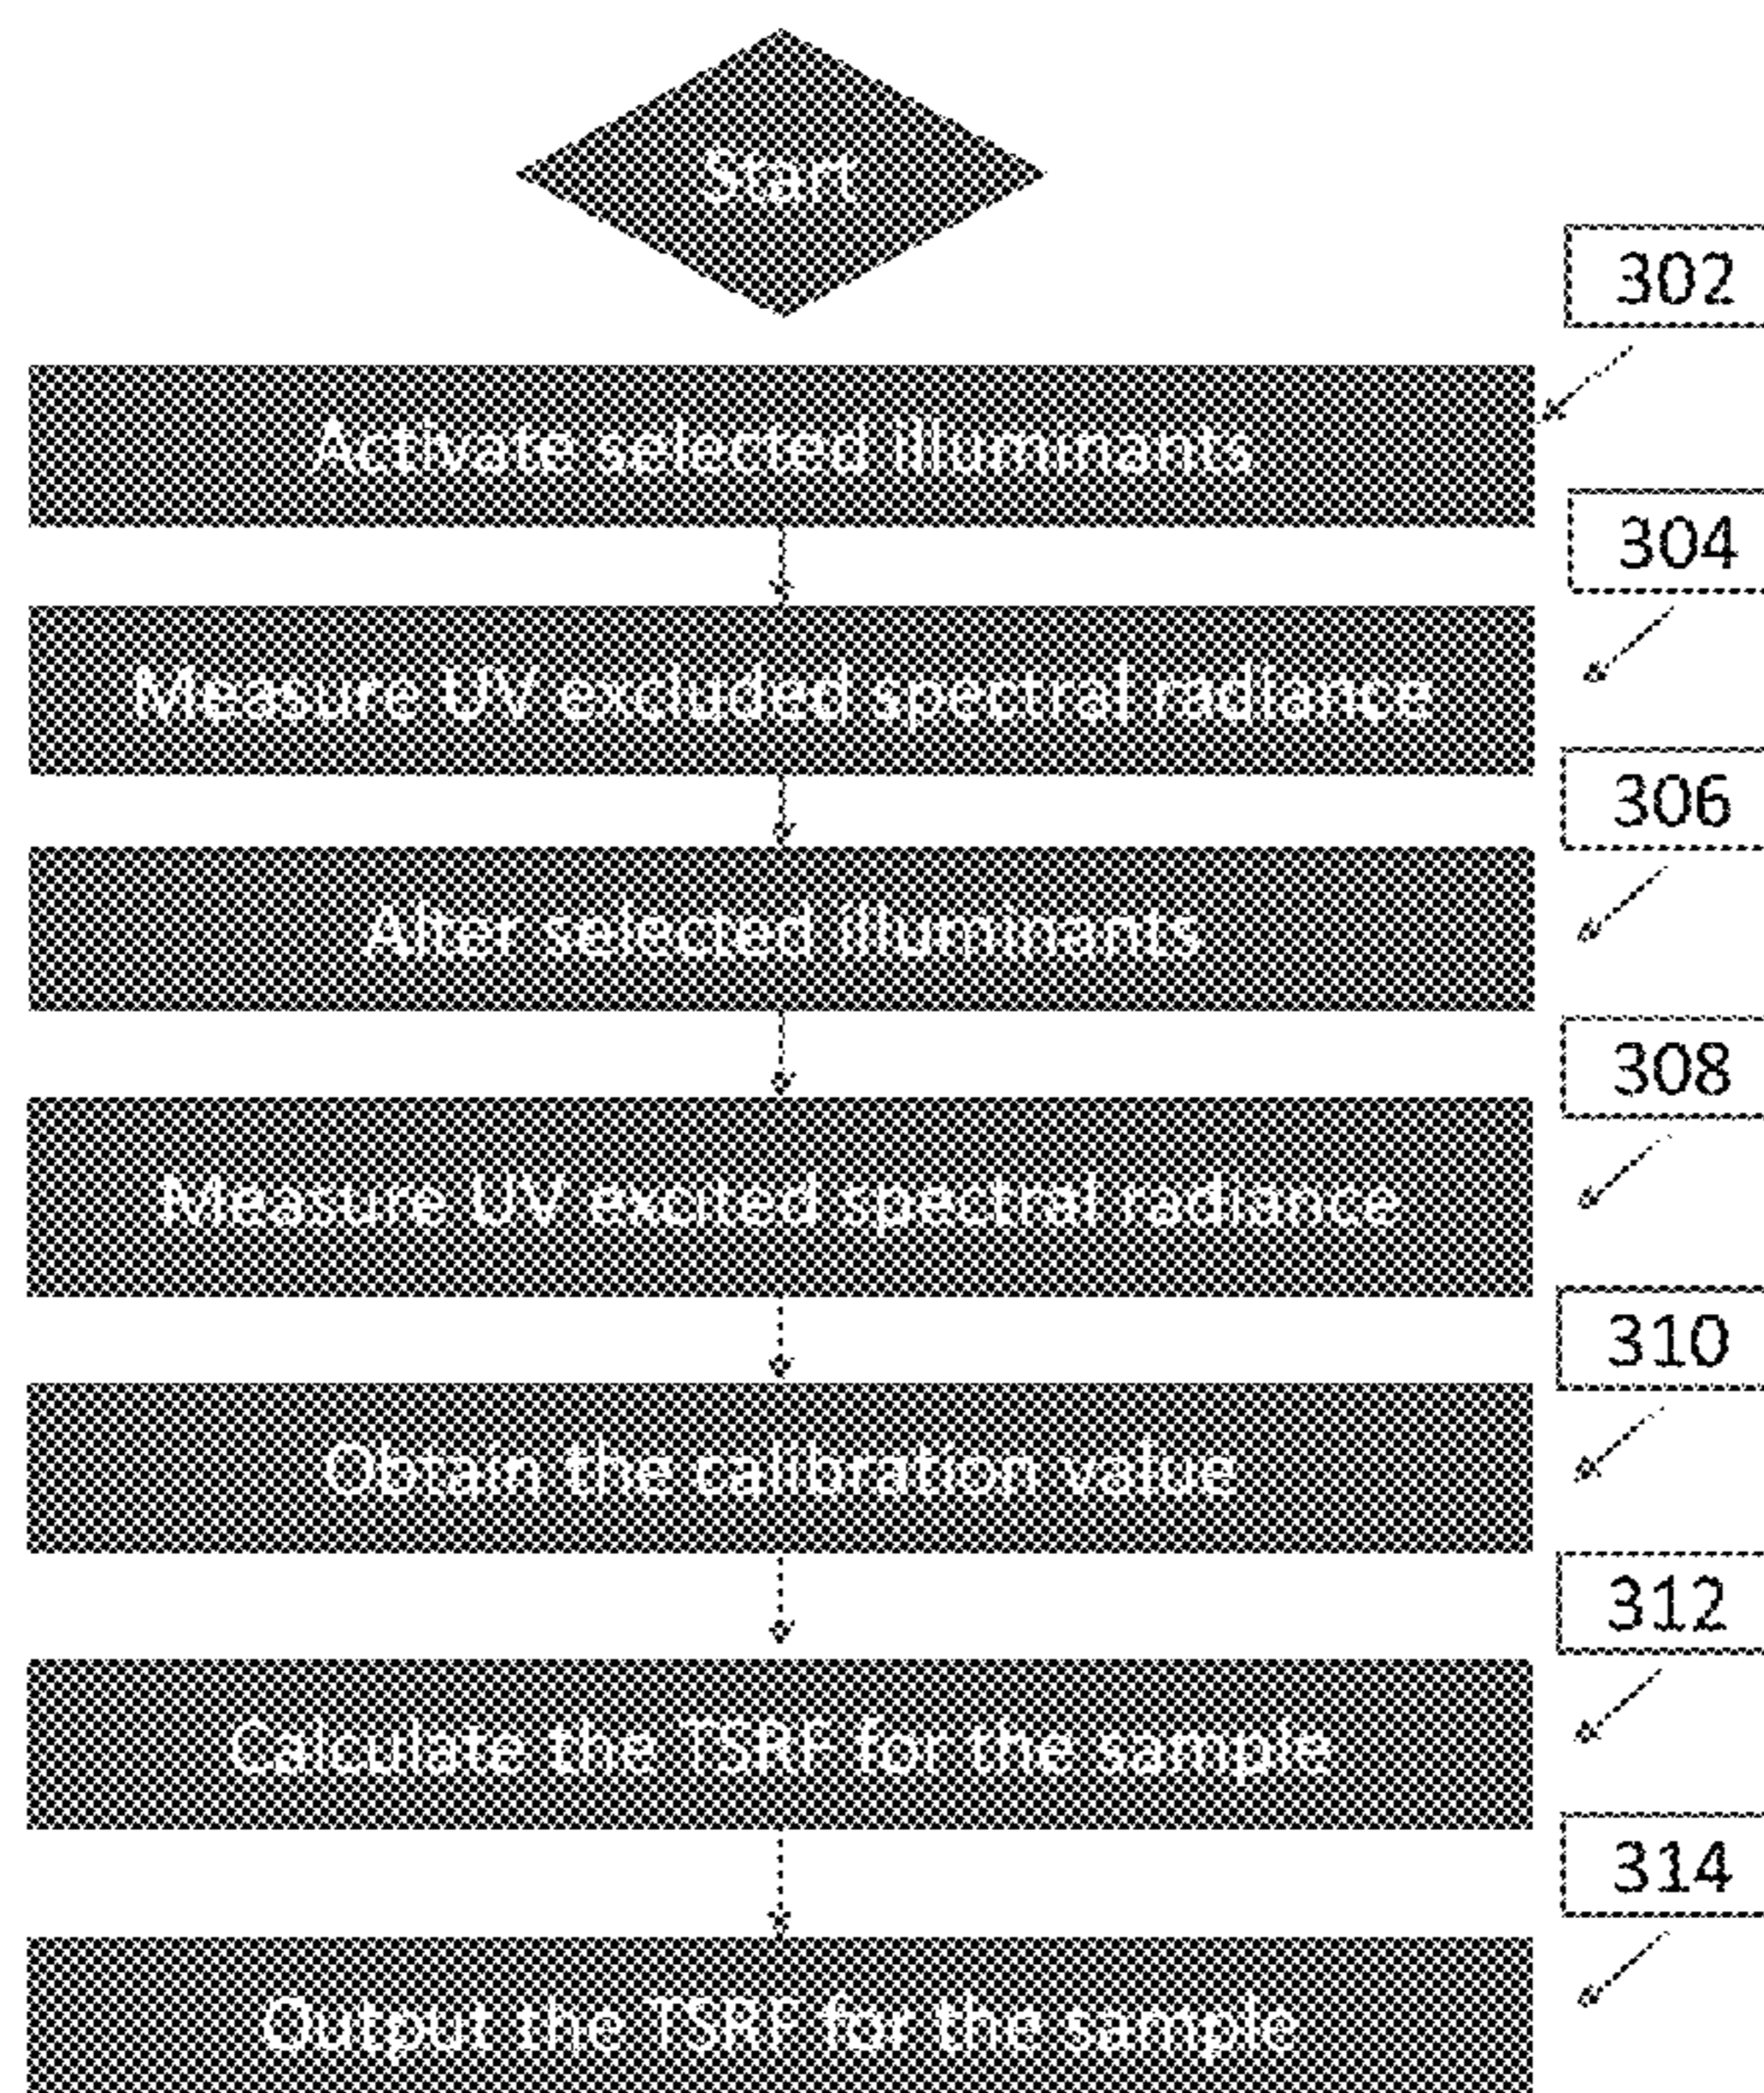 Start
302
Activate selected illuminants
304
Measure UV excluded spectral radiance
306
Alter selected illuminants
308
Measure UV excited spectral radiance
310
Obtain the calibration value
312
Calculate the TSRF for the sample
314
Output the TSRF for the sample